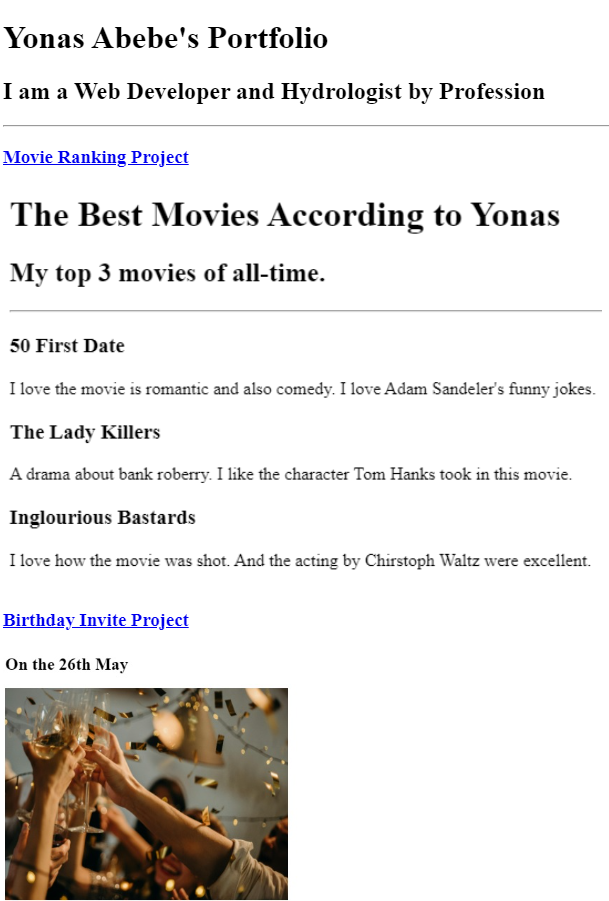 Yonas Abebe's Portfolio
I am a Web Developer and Hydrologist by Profession
Movie Ranking Project
The Best Movies According to Yonas
My top 3 movies of all-time.
50 First Date
I love the movie is romantic and also comedy. I love Adam Sandeler's funny jokes.
The Lady Killers
A drama about bank roberry. I like the character Tom Hanks took in this movie.
Inglourious Bastards
I love how the movie was shot. And the acting by Chirstoph Waltz were excellent.
Birthday Invite Project
On the 26th May